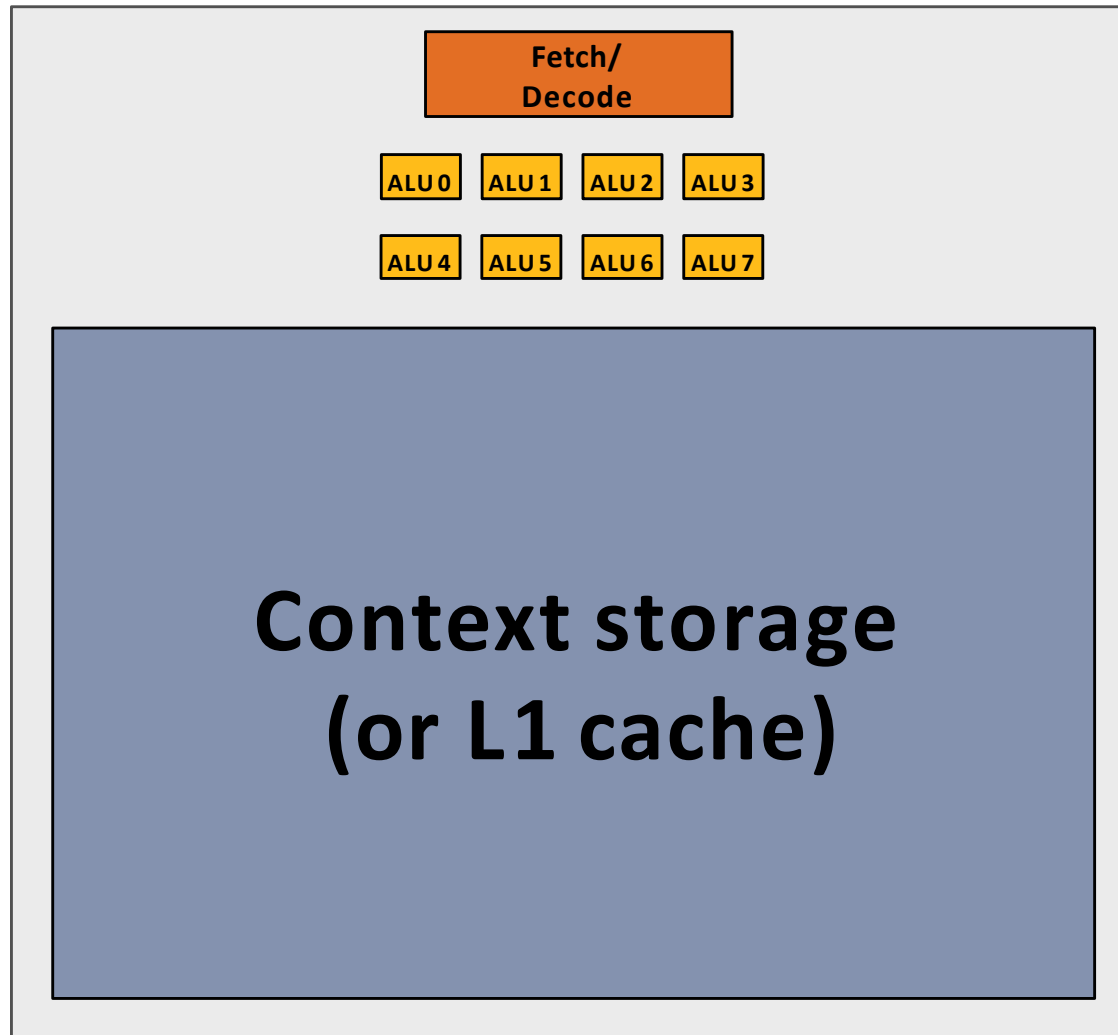 Fetch/
Decode
ALU 0 ALU 1 ALU 2 ALU 3
ALU 4 ALU 5 ALU 6 ALU 7
Context storage
(or L1 cache)